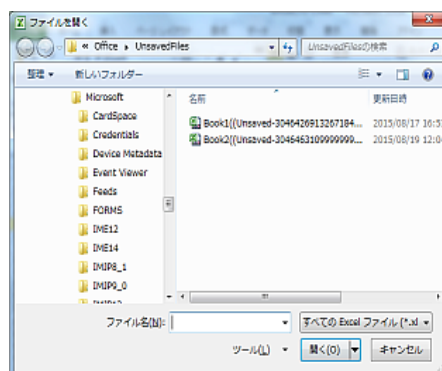 ファイルを開く
« Office ▸ UnsavedFiles
UnsavedFilesの検索
整理 ▼ 新しいフォルダー
Microsoft
CardSpace
Credentials
Device Metadata
Event Viewer
Feeds
FORMS
IME12
IME14
IMJP8_1
IMJP9_0
名前 更新日時
Book1((Unsaved-3046426913267184... 2015/08/17 16:5
Book2((Unsaved-3046463109999999... 2015/08/19 12:0
ファイル名(N):
すべての Excel ファイル (*.xl
ツール(L) 開く(O) キャンセル